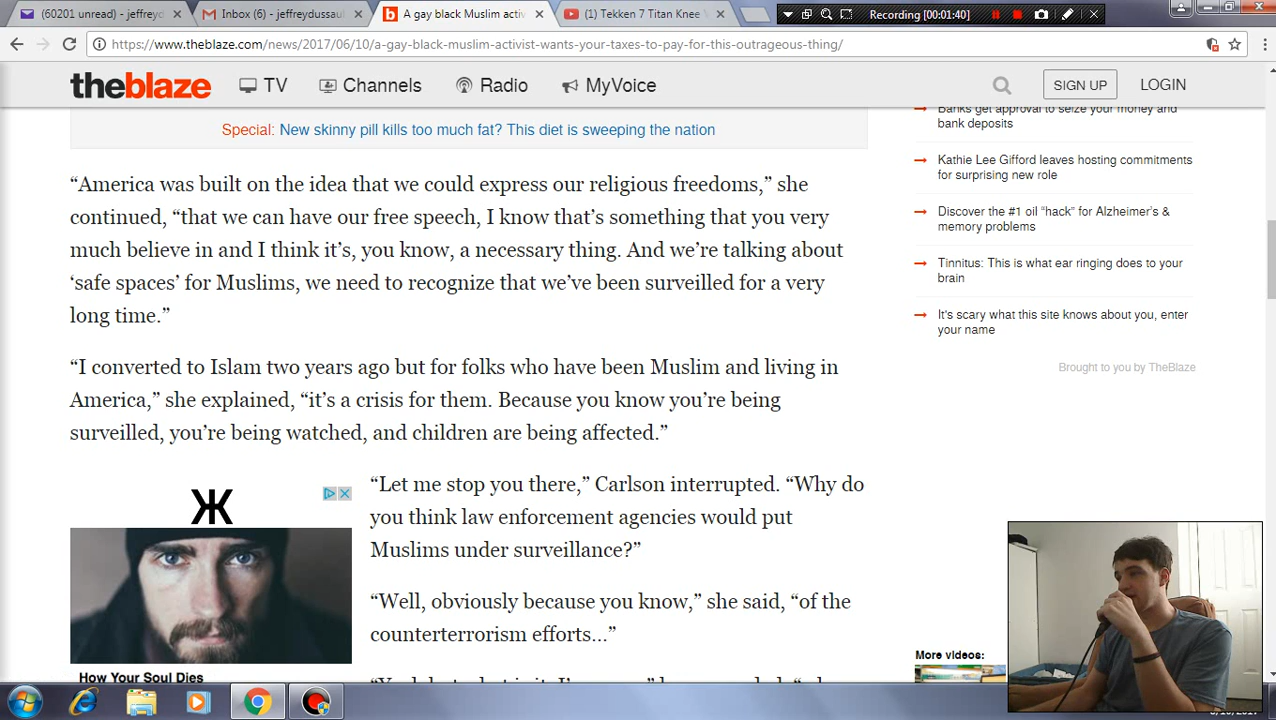 (60201 unread) - jeffreyd
Inbox (6) - jeffreydussaul
A gay black Muslim activ
(1) Tekken 7 Titan Knee
Recording [00:01:40]
https://www.theblaze.com/news/2017/06/10/a-gay-black-muslim-activist-wants-your-taxes-to-pay-for-this-outrageous-thing/
theblaze TV Channels Radio MyVoice SIGN UP LOGIN
Special: New skinny pill kills too much fat? This diet is sweeping the nation
“America was built on the idea that we could express our religious freedoms,” she
continued, “that we can have our free speech, I know that’s something that you very
much believe in and I think it’s, you know, a necessary thing. And we’re talking about
‘safe spaces’ for Muslims, we need to recognize that we’ve been surveilled for a very
long time.”
“I converted to Islam two years ago but for folks who have been Muslim and living in
America,” she explained, “it’s a crisis for them. Because you know you’re being
surveilled, you’re being watched, and children are being affected.”
“Let me stop you there,” Carlson interrupted. “Why do
you think law enforcement agencies would put
Muslims under surveillance?”
“Well, obviously because you know,” she said, “of the
counterterrorism efforts…”
Ж
How Your Soul Dies
Banks get approval to seize your money and
bank deposits
Kathie Lee Gifford leaves hosting commitments
for surprising new role
Discover the #1 oil “hack” for Alzheimer's &
memory problems
Tinnitus: This is what ear ringing does to your
brain
It's scary what this site knows about you, enter
your name
Brought to you by TheBlaze
More videos: